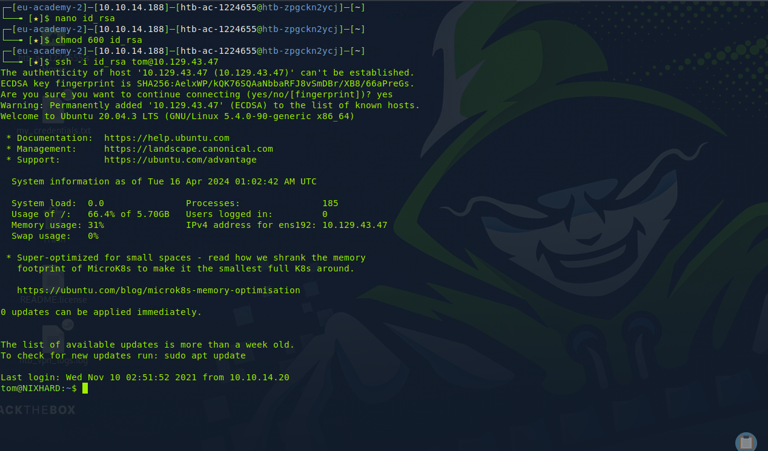 ┌─[eu-academy-2]─[10.10.14.188]─[htb-ac-1224655@htb-zpgckn2ycj]─[~]
└──╼ [★]$ nano id_rsa
┌─[eu-academy-2]─[10.10.14.188]─[htb-ac-1224655@htb-zpgckn2ycj]─[~]
└──╼ [★]$ chmod 600 id_rsa
┌─[eu-academy-2]─[10.10.14.188]─[htb-ac-1224655@htb-zpgckn2ycj]─[~]
└──╼ [★]$ ssh -i id_rsa tom@10.129.43.47
The authenticity of host '10.129.43.47 (10.129.43.47)' can't be established.
ECDSA key fingerprint is SHA256:AelxWP/kQK76SQAaNbbaRFJ8vSmDBr/XB8/66aPreGs.
Are you sure you want to continue connecting (yes/no/[fingerprint])? yes
Warning: Permanently added '10.129.43.47' (ECDSA) to the list of known hosts.
Welcome to Ubuntu 20.04.3 LTS (GNU/Linux 5.4.0-90-generic x86_64)
* Documentation:  https://help.ubuntu.com
* Management:     https://landscape.canonical.com
* Support:        https://ubuntu.com/advantage
System information as of Tue 16 Apr 2024 01:02:42 AM UTC
System load:  0.0               Processes:               185
Usage of /:   66.4% of 5.70GB   Users logged in:         0
Memory usage: 31%               IPv4 address for ens192: 10.129.43.47
Swap usage:   0%
* Super-optimized for small spaces - read how we shrank the memory
footprint of MicroK8s to make it the smallest full K8s around.
https://ubuntu.com/blog/microk8s-memory-optimisation
README.license
0 updates can be applied immediately.
The list of available updates is more than a week old.
To check for new updates run: sudo apt update
Last login: Wed Nov 10 02:51:52 2021 from 10.10.14.20
tom@NIXHARD:~$
ACKTHEBOX